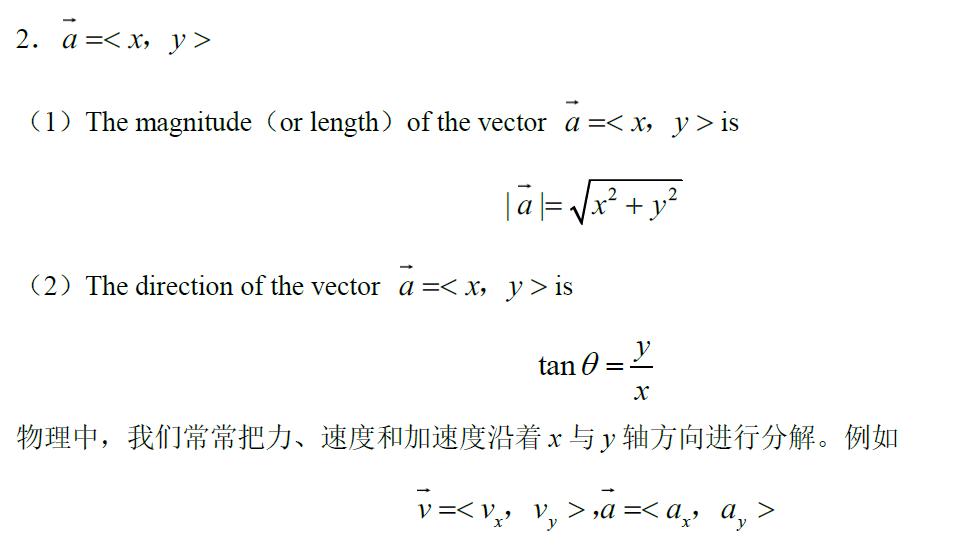 2. a⃗ =< x, y >
（1）The magnitude（or length）of the vector a⃗ =< x, y > is
| a⃗ |= √(x² + y²)
（2）The direction of the vector a⃗ =< x, y > is
tan θ = y/x
物理中，我们常常把力、速度和加速度沿着 x 与 y 轴方向进行分解。例如
v⃗ =< vₓ, v_y >,a⃗ =< aₓ, a_y >